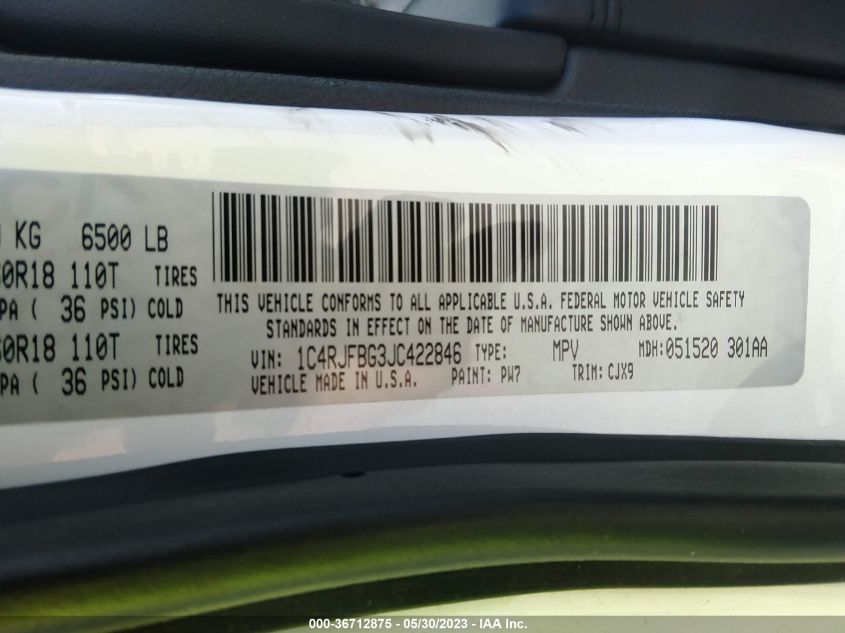 KG 6500 LB
60R18 110T TIRES
PA ( 36 PSI) COLD
60R18 110T TIRES
PA ( 36 PSI) COLD
THIS VEHICLE CONFORMS TO ALL APPLICABLE U.S.A. FEDERAL MOTOR VEHICLE SAFETY
STANDARDS IN EFFECT ON THE DATE OF MANUFACTURE SHOWN ABOVE.
VIN: 1C4RJFBG3JC422846 TYPE: MPV MDH:051520 301AA
VEHICLE MADE IN U.S.A. PAINT: PW7 TRIM: CJX9
000-36712875 - 05/30/2023 - IAA Inc.